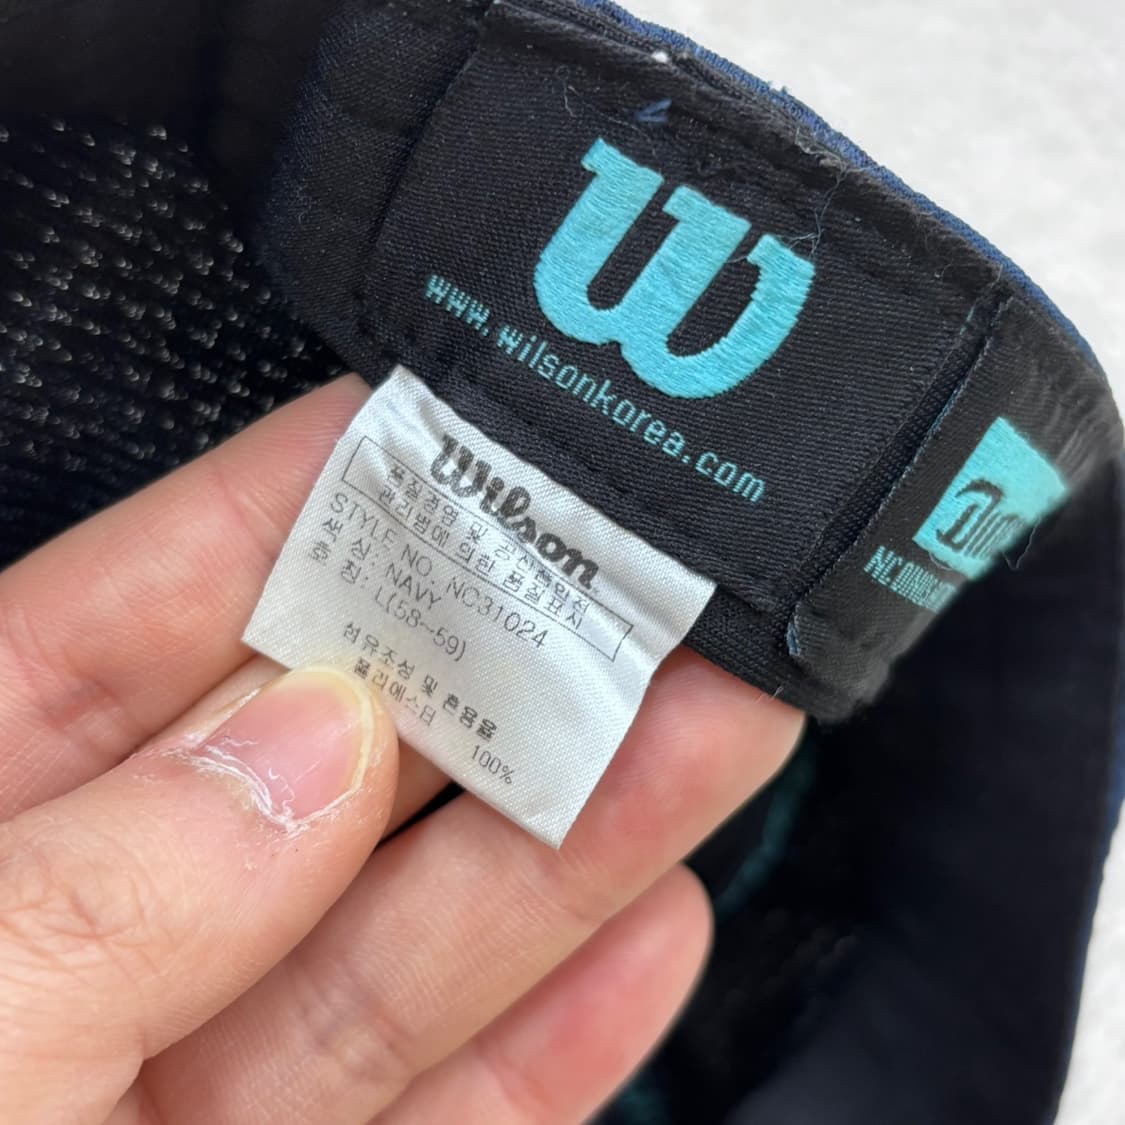 W
www.wilsonkorea.com
Wilson
품질경영 및 공산품안전
관리법에 의한 품질표시
STYLE NO. NC31024
색 상: NAVY
호 칭: L(58~59)
섬유조성 및 혼용율
폴리에스터 100%